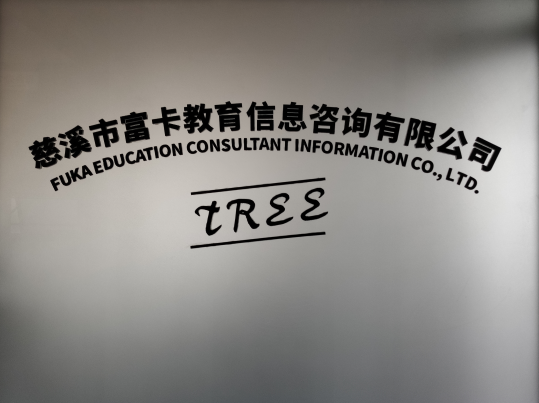 慈溪市富卡教育信息咨询有限公司
FUKA EDUCATION CONSULTANT INFORMATION CO., LTD.
tREE